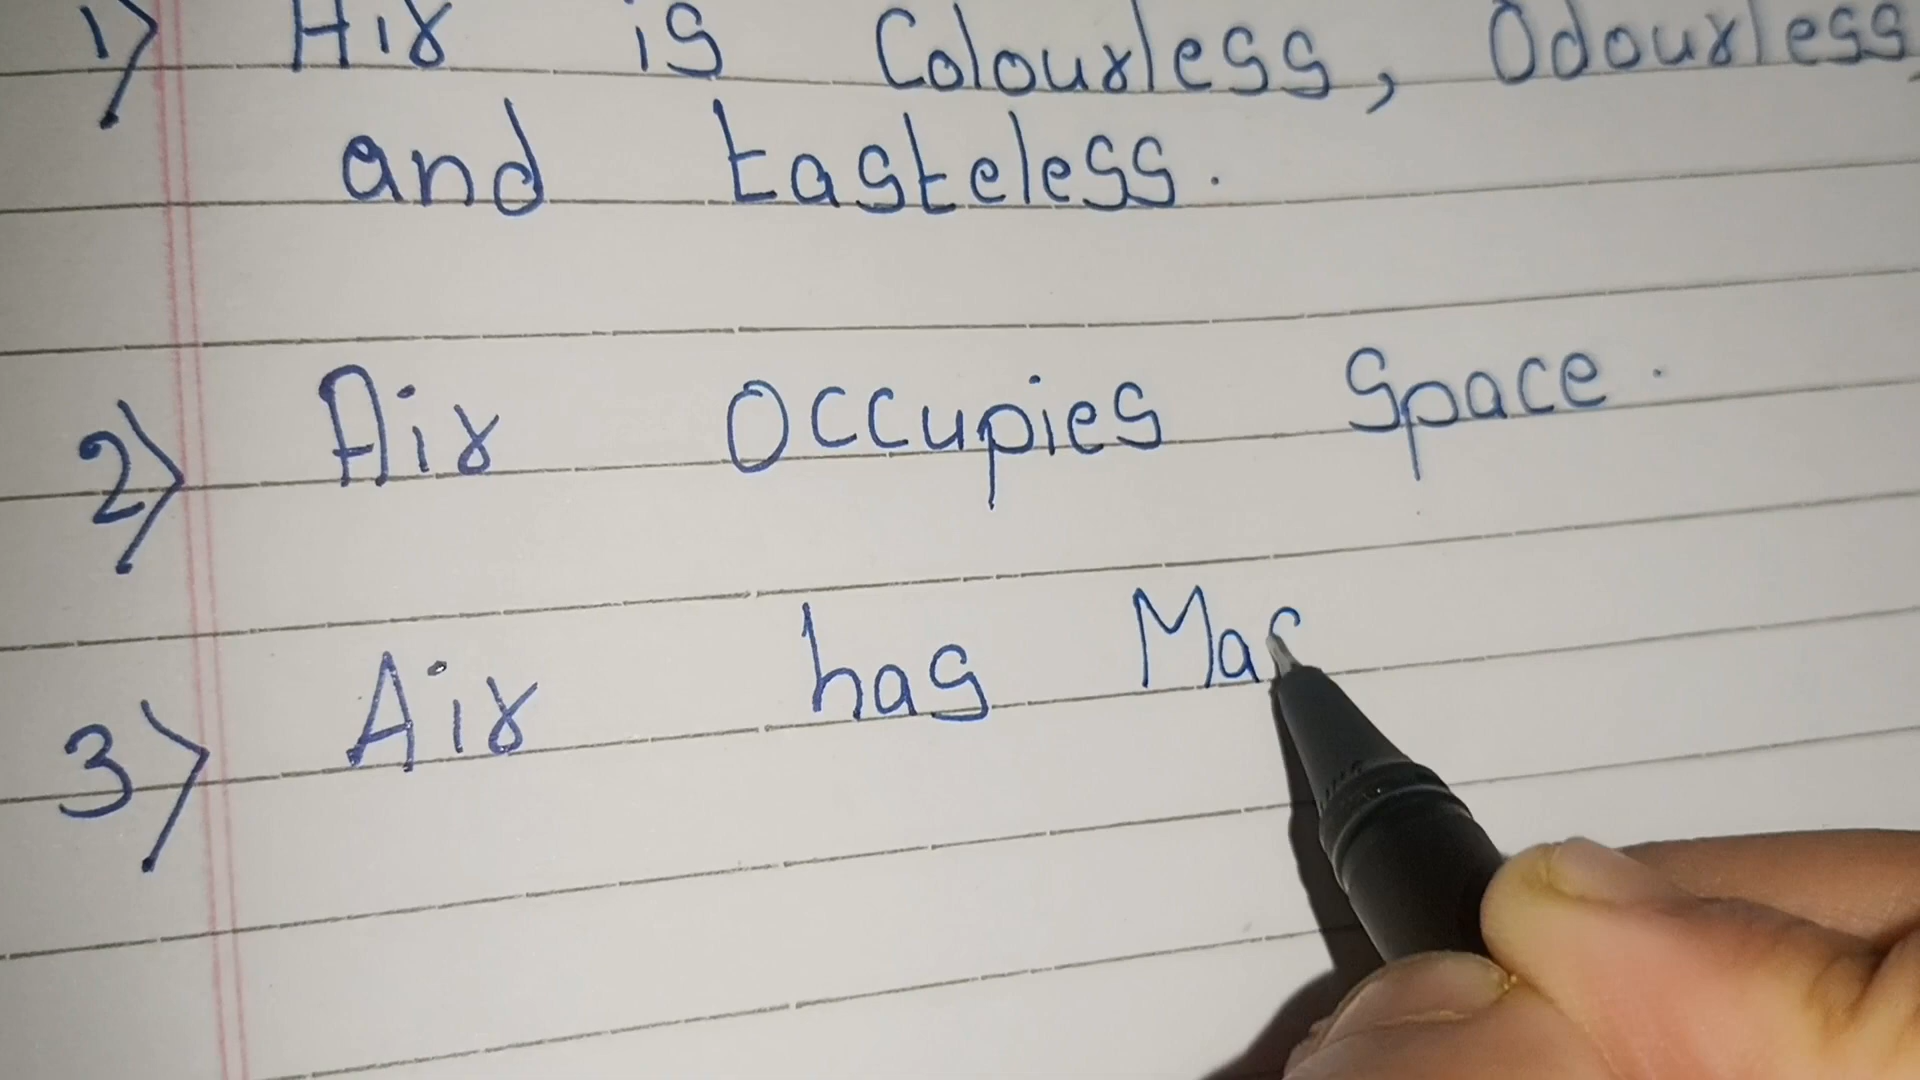 1) Air is Colourless, Odourless,
and tasteless.
2) Air Occupies Space.
3) Air has Mas